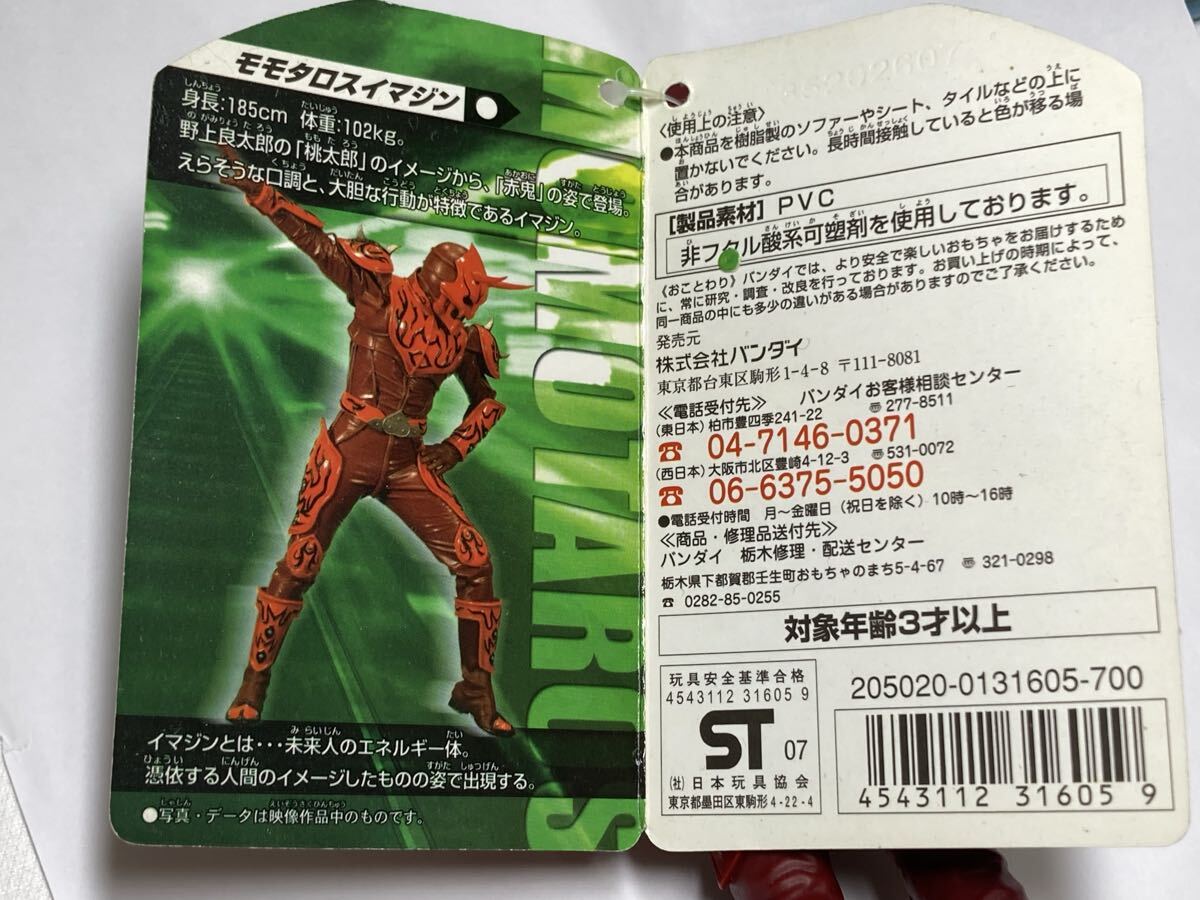 モモタロスイマジン
身長:185cm 体重:102kg。
野上良太郎の「桃太郎」のイメージから、「赤鬼」の姿で登場。
えらそうな口調と、大胆な行動が特徴であるイマジン。
MOMOTAROS
イマジンとは・・・未来人のエネルギー体。
憑依する人間のイメージしたものの姿で出現する。
●写真・データは映像作品中のものです。
〈使用上の注意〉
●本商品を樹脂製のソファーやシート、タイルなどの上に
置かないでください。長時間接触していると色が移る場
合があります。
【製品素材】PVC
非フタル酸系可塑剤を使用しております。
《おことわり》バンダイでは、より安全で楽しいおもちゃをお届けするため
に、常に研究・調査・改良を行っております。お買い上げの時期によって、
同一商品の中にも多少の違いがある場合がありますのでご了承ください。
発売元
株式会社バンダイ
東京都台東区駒形1-4-8 〒111-8081
≪電話受付先≫ バンダイお客様相談センター
(東日本) 柏市豊四季241-22 〠277-8511
☎ 04-7146-0371
(西日本) 大阪市北区豊崎4-12-3 〠531-0072
☎ 06-6375-5050
●電話受付時間 月〜金曜日(祝日を除く) 10時〜16時
≪商品・修理品送付先≫
バンダイ 栃木修理・配送センター
栃木県下都賀郡壬生町おもちゃのまち5-4-67 〠321-0298
☎ 0282-85-0255
対象年齢3才以上
玩具安全基準合格
4543112 31605 9
ST 07
(社)日本玩具協会
東京都墨田区東駒形4-22-4
205020-0131605-700
4543112 316059